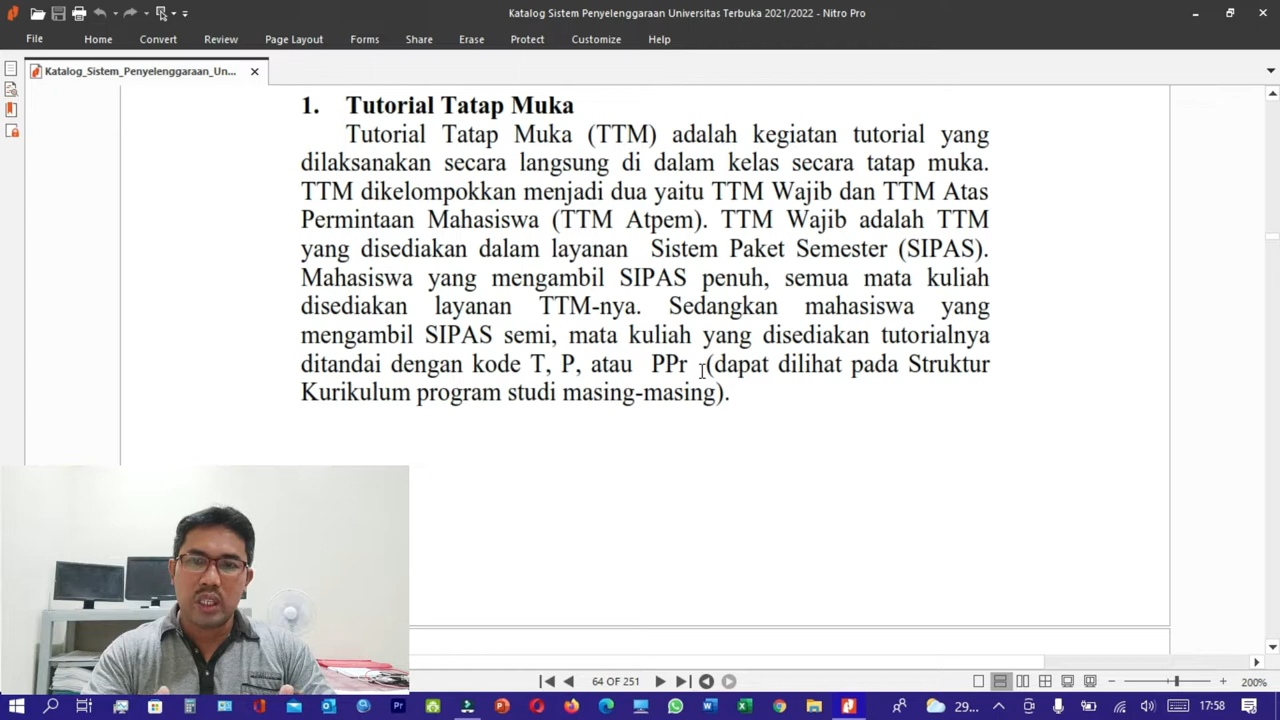 Katalog Sistem Penyelenggaraan Universitas Terbuka 2021/2022 - Nitro Pro
File Home Convert Review Page Layout Forms Share Erase Protect Customize Help
Katalog_Sistem_Penyelenggaraan_Un...
1. Tutorial Tatap Muka
Tutorial Tatap Muka (TTM) adalah kegiatan tutorial yang
dilaksanakan secara langsung di dalam kelas secara tatap muka.
TTM dikelompokkan menjadi dua yaitu TTM Wajib dan TTM Atas
Permintaan Mahasiswa (TTM Atpem). TTM Wajib adalah TTM
yang disediakan dalam layanan Sistem Paket Semester (SIPAS).
Mahasiswa yang mengambil SIPAS penuh, semua mata kuliah
disediakan layanan TTM-nya. Sedangkan mahasiswa yang
mengambil SIPAS semi, mata kuliah yang disediakan tutorialnya
ditandai dengan kode T, P, atau PPr (dapat dilihat pada Struktur
Kurikulum program studi masing-masing).
64 OF 251
200%
Pr
29...
17:58